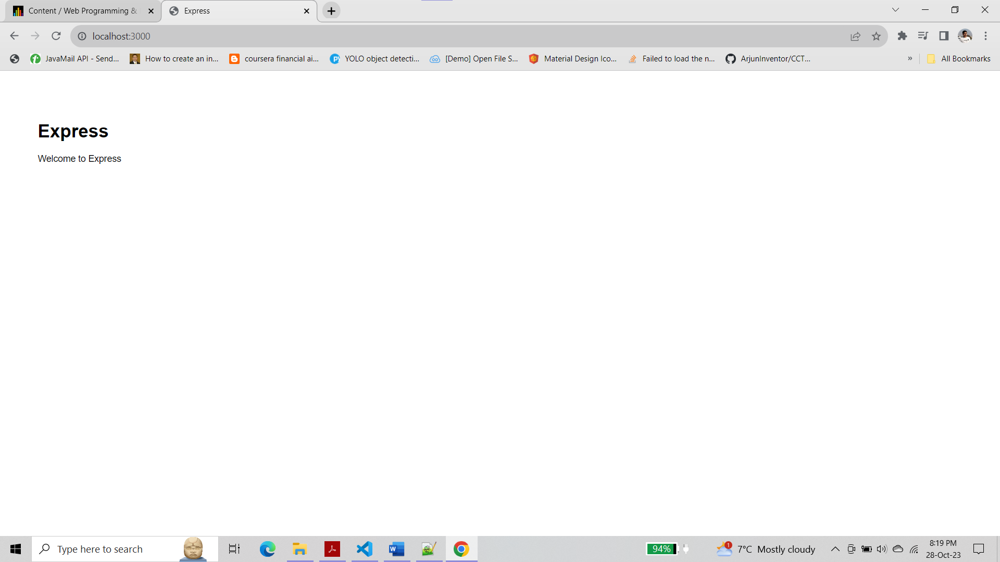 Content / Web Programming &
Express
localhost:3000
JavaMail API - Send...
How to create an in...
coursera financial ai...
YOLO object detecti...
[Demo] Open File S...
Material Design Ico...
Failed to load the n...
ArjunInventor/CCT...
»
All Bookmarks
Express
Welcome to Express
Type here to search
94%
1
7°C Mostly cloudy
8:19 PM
28-Oct-23